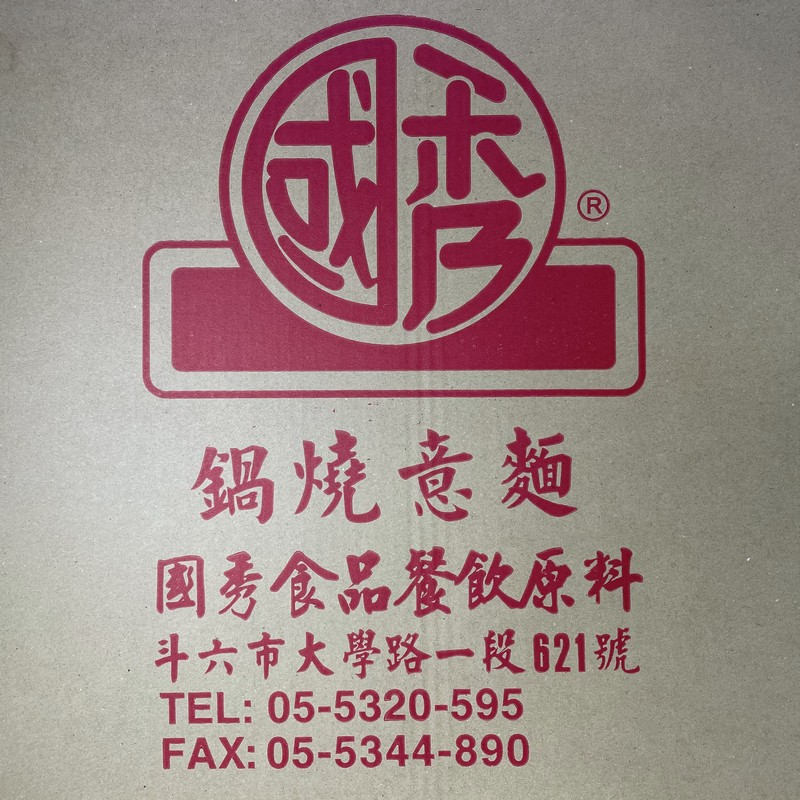 國秀
®
鍋燒意麵
國秀食品餐飲原料
斗六市大學路一段621號
TEL: 05-5320-595
FAX: 05-5344-890